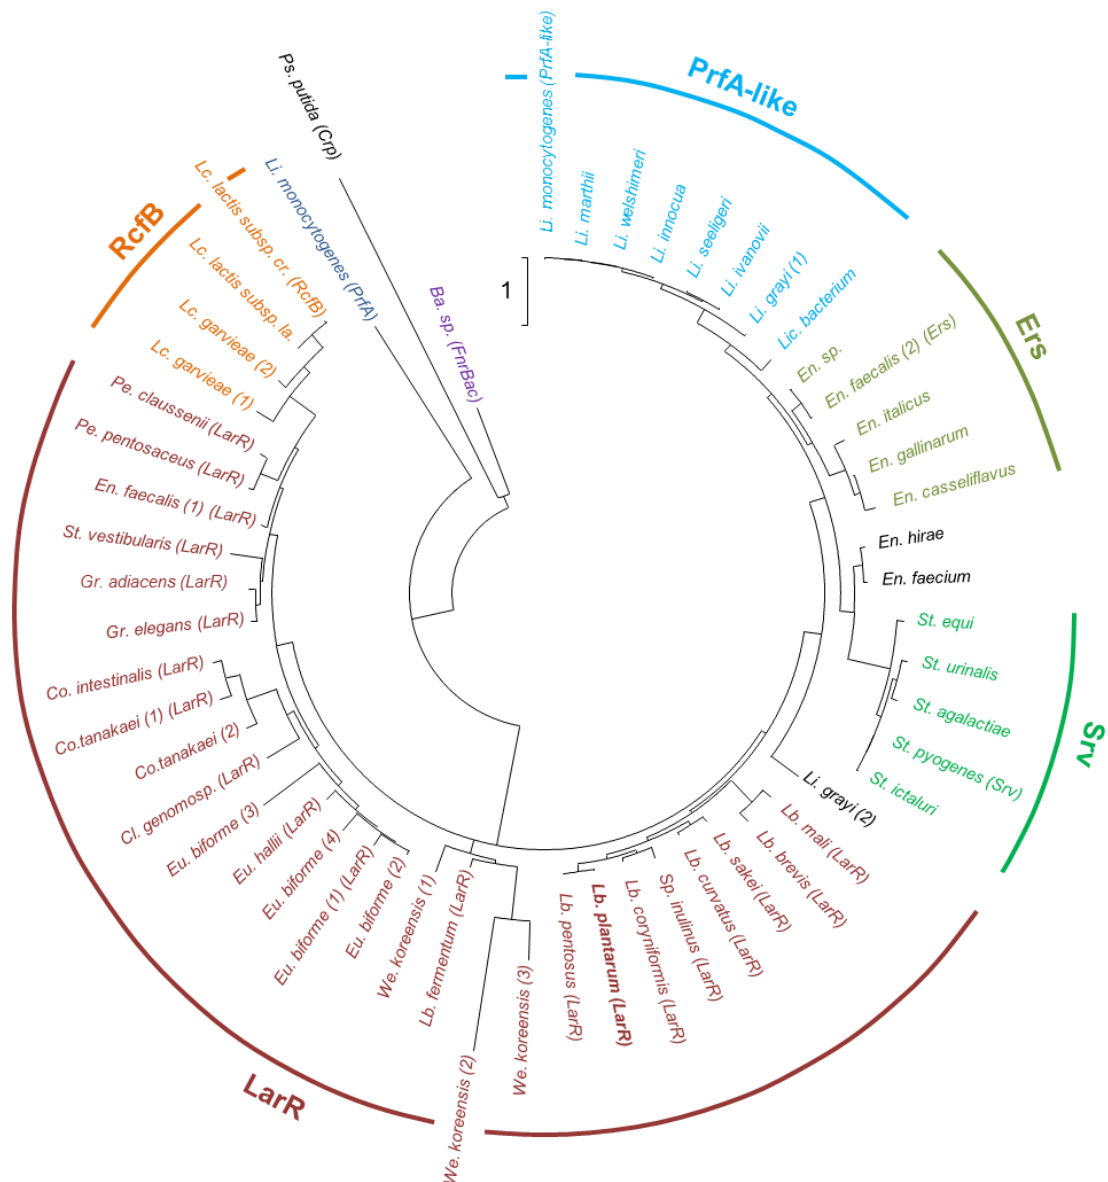 PrfA-like
Li. monocytogenes (PrfA-like)
Li. marthii
Li. welshimeri
Li. innocua
Li. seeligeri
Li. ivanovii
Li. grayi (1)
Lic. bacterium
Ers
En. sp.
En. faecalis (2) (Ers)
En. italicus
En. gallinarum
En. casseliflavus
En. hirae
En. faecium
Srv
St. equi
St. urinalis
St. agalactiae
St. pyogenes (Srv)
St. ictaluri
Li. grayi (2)
Lb. mali (LarR)
Lb. brevis (LarR)
Lb. sakei (LarR)
Lb. curvatus (LarR)
Sp. inulinus (LarR)
Lb. coryniformis (LarR)
Lb. plantarum (LarR)
Lb. pentosus (LarR)
We. koreensis (3)
We. koreensis (2)
Lb. fermentum (LarR)
We. koreensis (1)
Eu. biforme (2)
Eu. biforme (1) (LarR)
Eu. biforme (4)
Eu. hallii (LarR)
Eu. biforme (3)
Cl. genomosp. (LarR)
Co.tanakaei (2)
Co.tanakaei (1) (LarR)
Co. intestinalis (LarR)
Gr. elegans (LarR)
Gr. adiacens (LarR)
St. vestibularis (LarR)
En. faecalis (1) (LarR)
Pe. pentosaceus (LarR)
Pe. claussenii (LarR)
LarR
Lc. garvieae (1)
Lc. garvieae (2)
Lc. lactis subsp. la.
Lc. lactis subsp. cr. (RcfB)
RcfB
Li. monocytogenes (PrfA)
Ps. putida (Crp)
Ba. sp. (FnrBac)
1